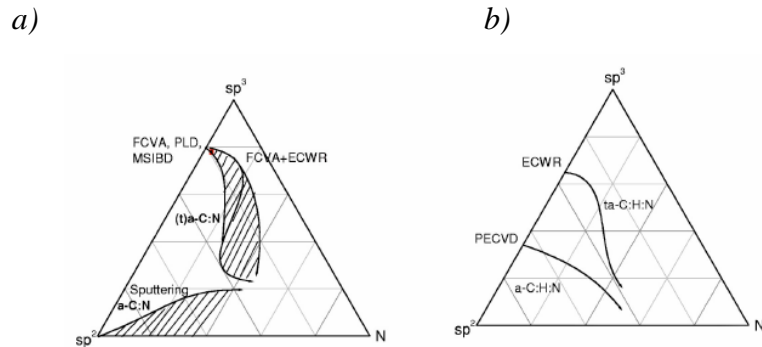 a)
b)
sp³
FCVA, PLD,
MSIBD
FCVA+ECWR
(t)a-C:N
Sputtering
a-C:N
sp²
N
sp³
ECWR
ta-C:H:N
PECVD
a-C:H:N
sp²
N